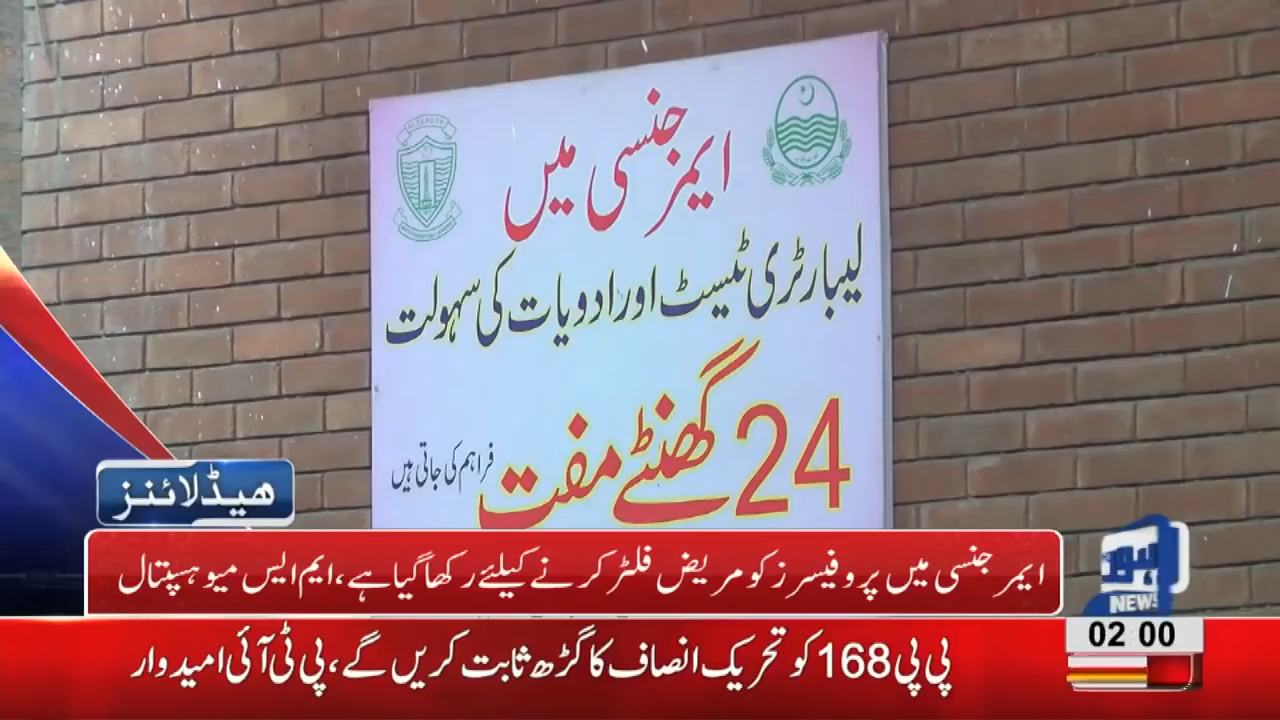 ایمرجنسی میں
لیبارٹری ٹیسٹ اور ادویات کی سہولت
24 گھنٹے مفت
فراہم کی جاتی ہیں
ھیڈلائنز
ایمرجنسی میں پروفیسرز کو مریض فلٹر کرنے کیلئے رکھا گیا ہے، ایم ایس میو ہسپتال
نیوز
NEWS
02 00
پی پی 168 کو تحریک انصاف کا گڑھ ثابت کریں گے، پی ٹی آئی امیدوار